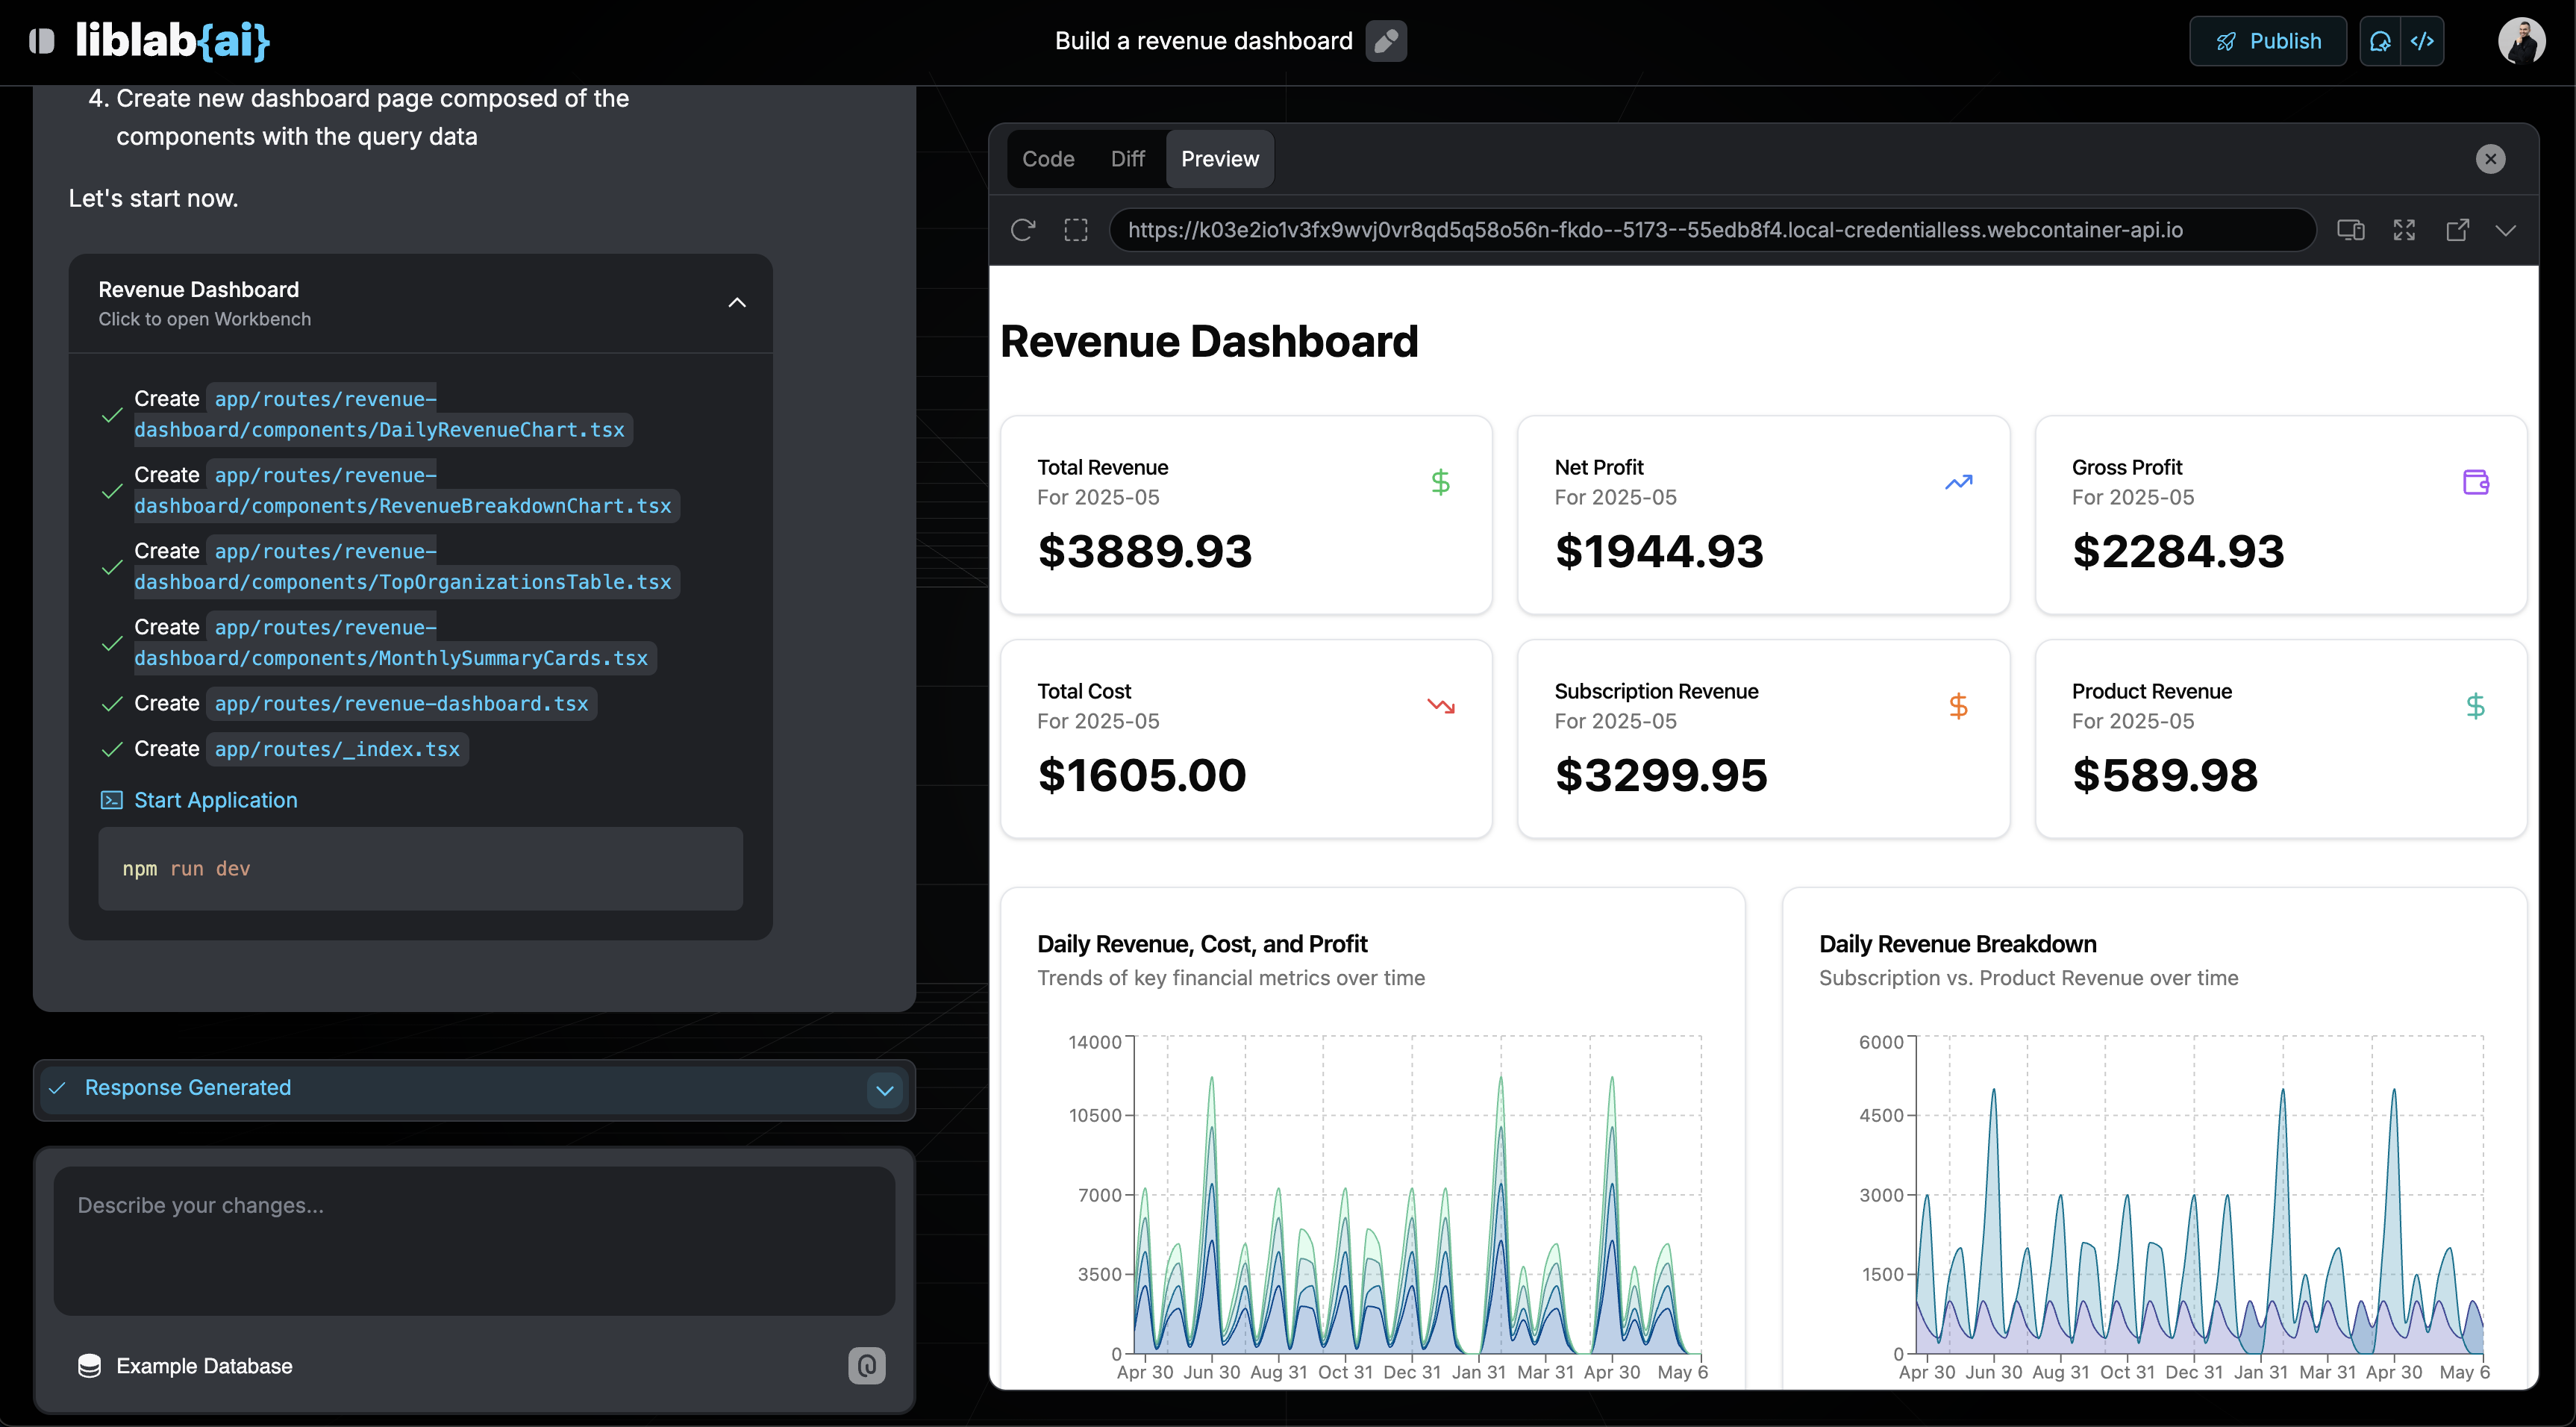 liblab{ai}
Build a revenue dashboard
Publish
4. Create new dashboard page composed of the
components with the query data
Let's start now.
Revenue Dashboard
Click to open Workbench
Create app/routes/revenue-
dashboard/components/DailyRevenueChart.tsx
Create app/routes/revenue-
dashboard/components/RevenueBreakdownChart.tsx
Create app/routes/revenue-
dashboard/components/TopOrganizationsTable.tsx
Create app/routes/revenue-
dashboard/components/MonthlySummaryCards.tsx
Create app/routes/revenue-dashboard.tsx
Create app/routes/_index.tsx
Start Application
npm run dev
Response Generated
Describe your changes...
Example Database
Code Diff Preview
https://k03e2io1v3fx9wvj0vr8qd5q58o56n-fkdo--5173--55edb8f4.local-credentialless.webcontainer-api.io
Revenue Dashboard
Total Revenue
For 2025-05
$3889.93
Net Profit
For 2025-05
$1944.93
Gross Profit
For 2025-05
$2284.93
Total Cost
For 2025-05
$1605.00
Subscription Revenue
For 2025-05
$3299.95
Product Revenue
For 2025-05
$589.98
Daily Revenue, Cost, and Profit
Trends of key financial metrics over time
14000
10500
7000
3500
0
Apr 30 Jun 30 Aug 31 Oct 31 Dec 31 Jan 31 Mar 31 Apr 30 May 6
Daily Revenue Breakdown
Subscription vs. Product Revenue over time
6000
4500
3000
1500
0
Apr 30 Jun 30 Aug 31 Oct 31 Dec 31 Jan 31 Mar 31 Apr 30 May 6